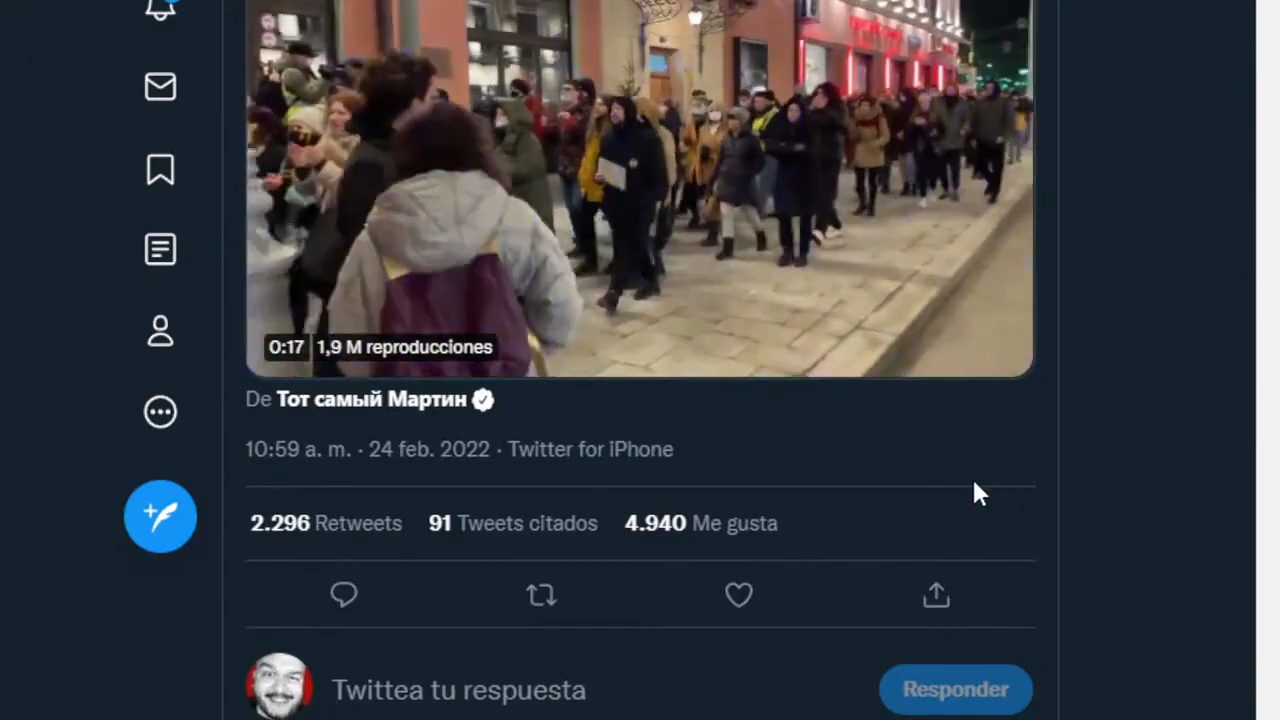 0:17 1,9 M reproducciones
De Тот самый Мартин
10:59 a. m. · 24 feb. 2022 · Twitter for iPhone
2.296 Retweets 91 Tweets citados 4.940 Me gusta
Twittea tu respuesta
Responder